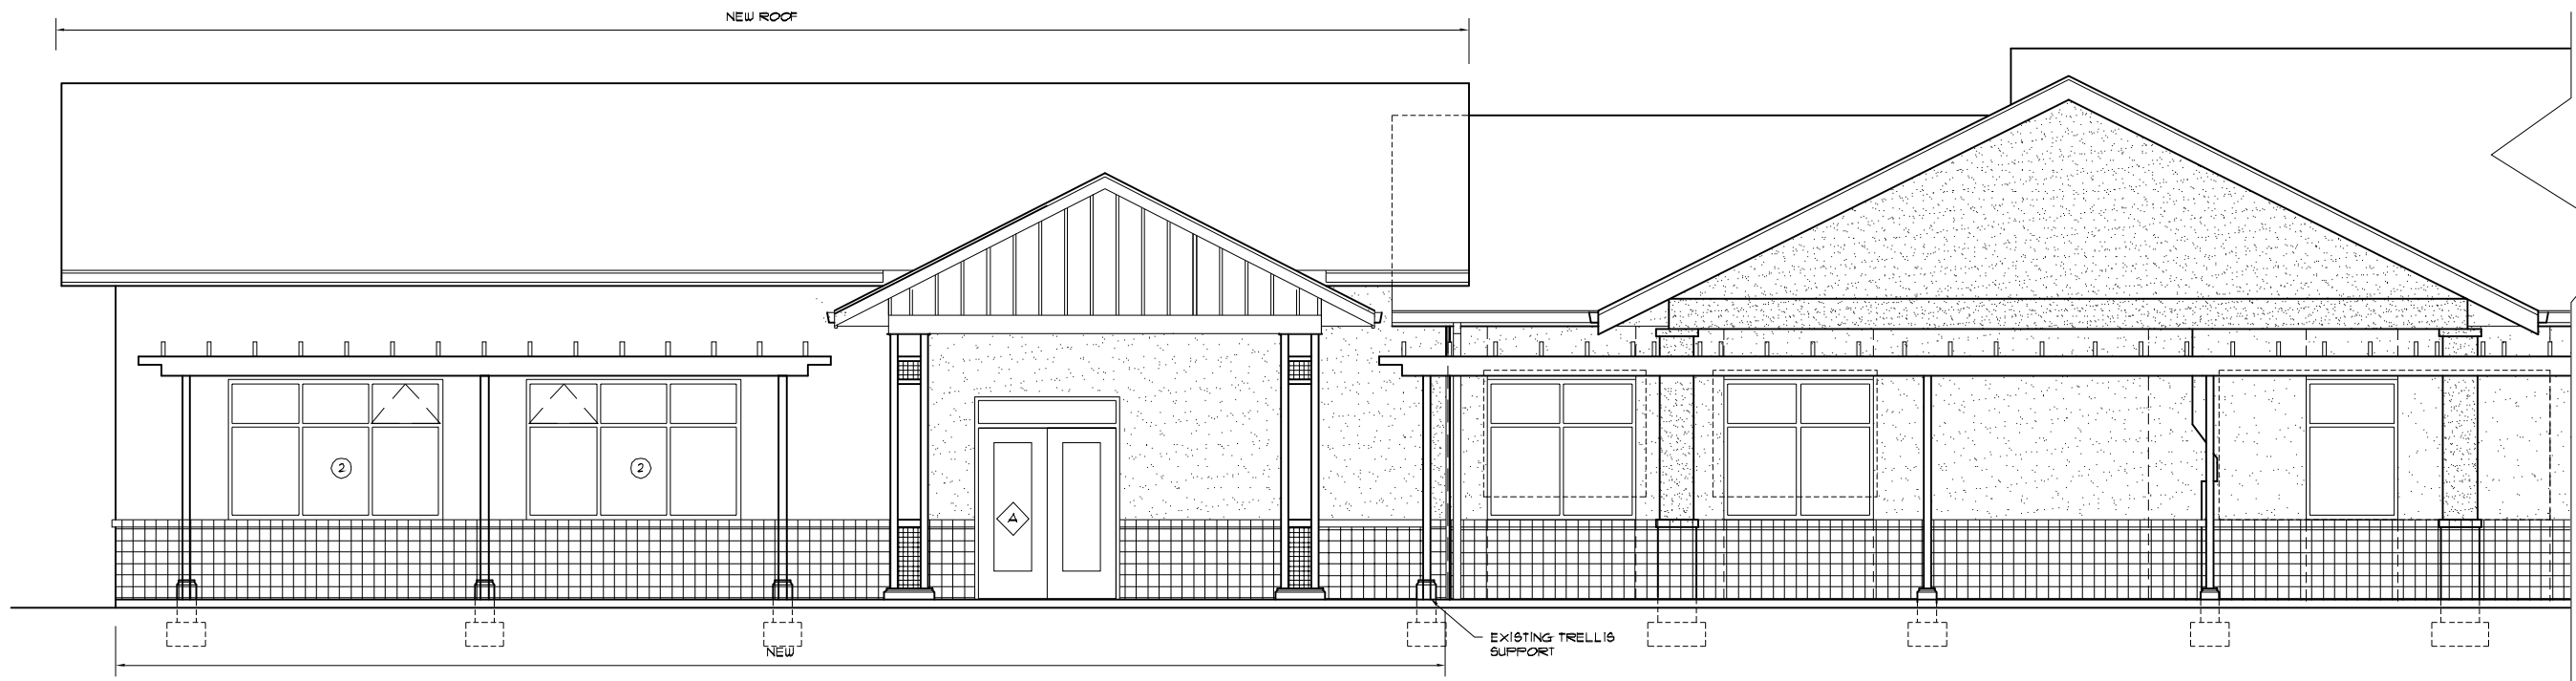 NEW ROOF
2
2
A
EXISTING TRELLIS
SUPPORT
NEW